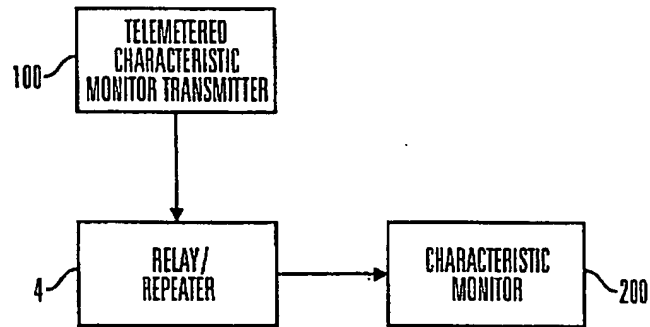 TELEMETERED
CHARACTERISTIC
MONITOR TRANSMITTER
100
RELAY/
REPEATER
4
CHARACTERISTIC
MONITOR
200